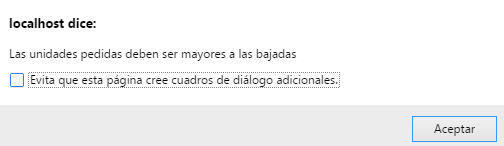 localhost dice:
Las unidades pedidas deben ser mayores a las bajadas
Evita que esta página cree cuadros de diálogo adicionales.
Aceptar